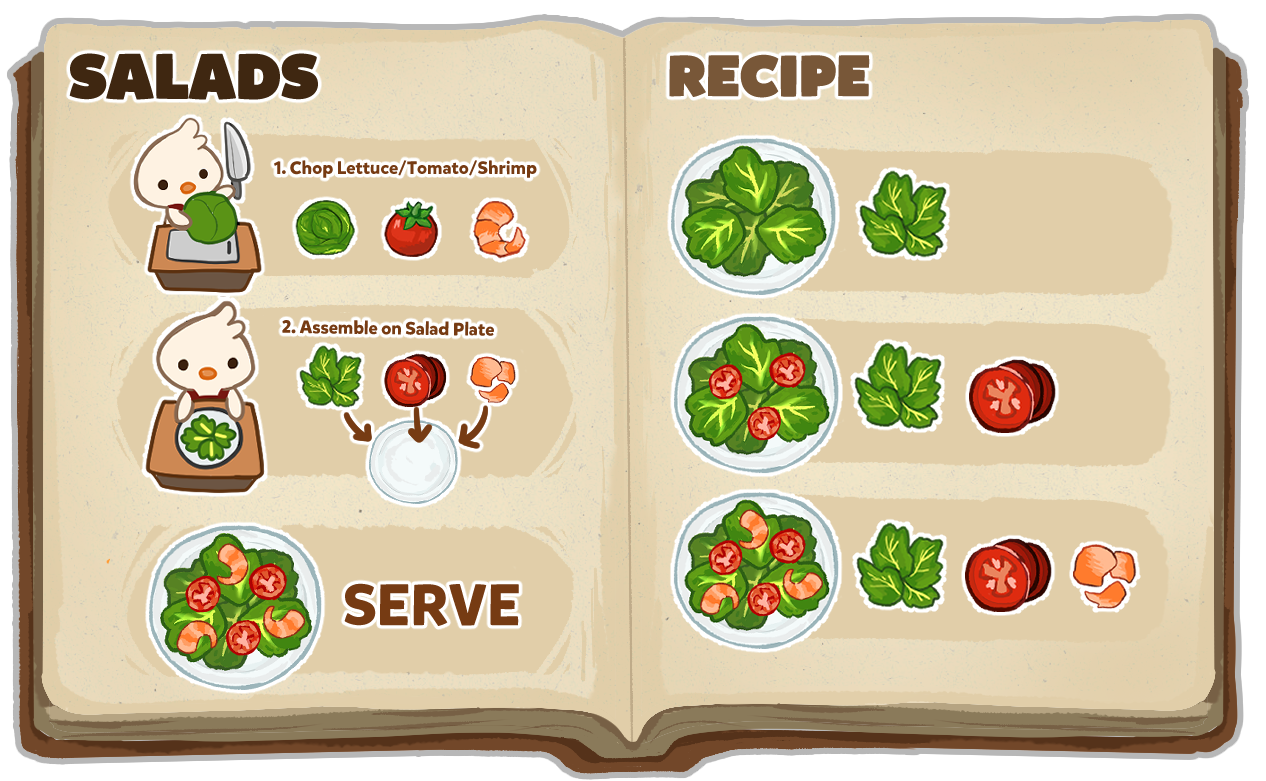 SALADS
1. Chop Lettuce/Tomato/Shrimp
2. Assemble on Salad Plate
SERVE
RECIPE